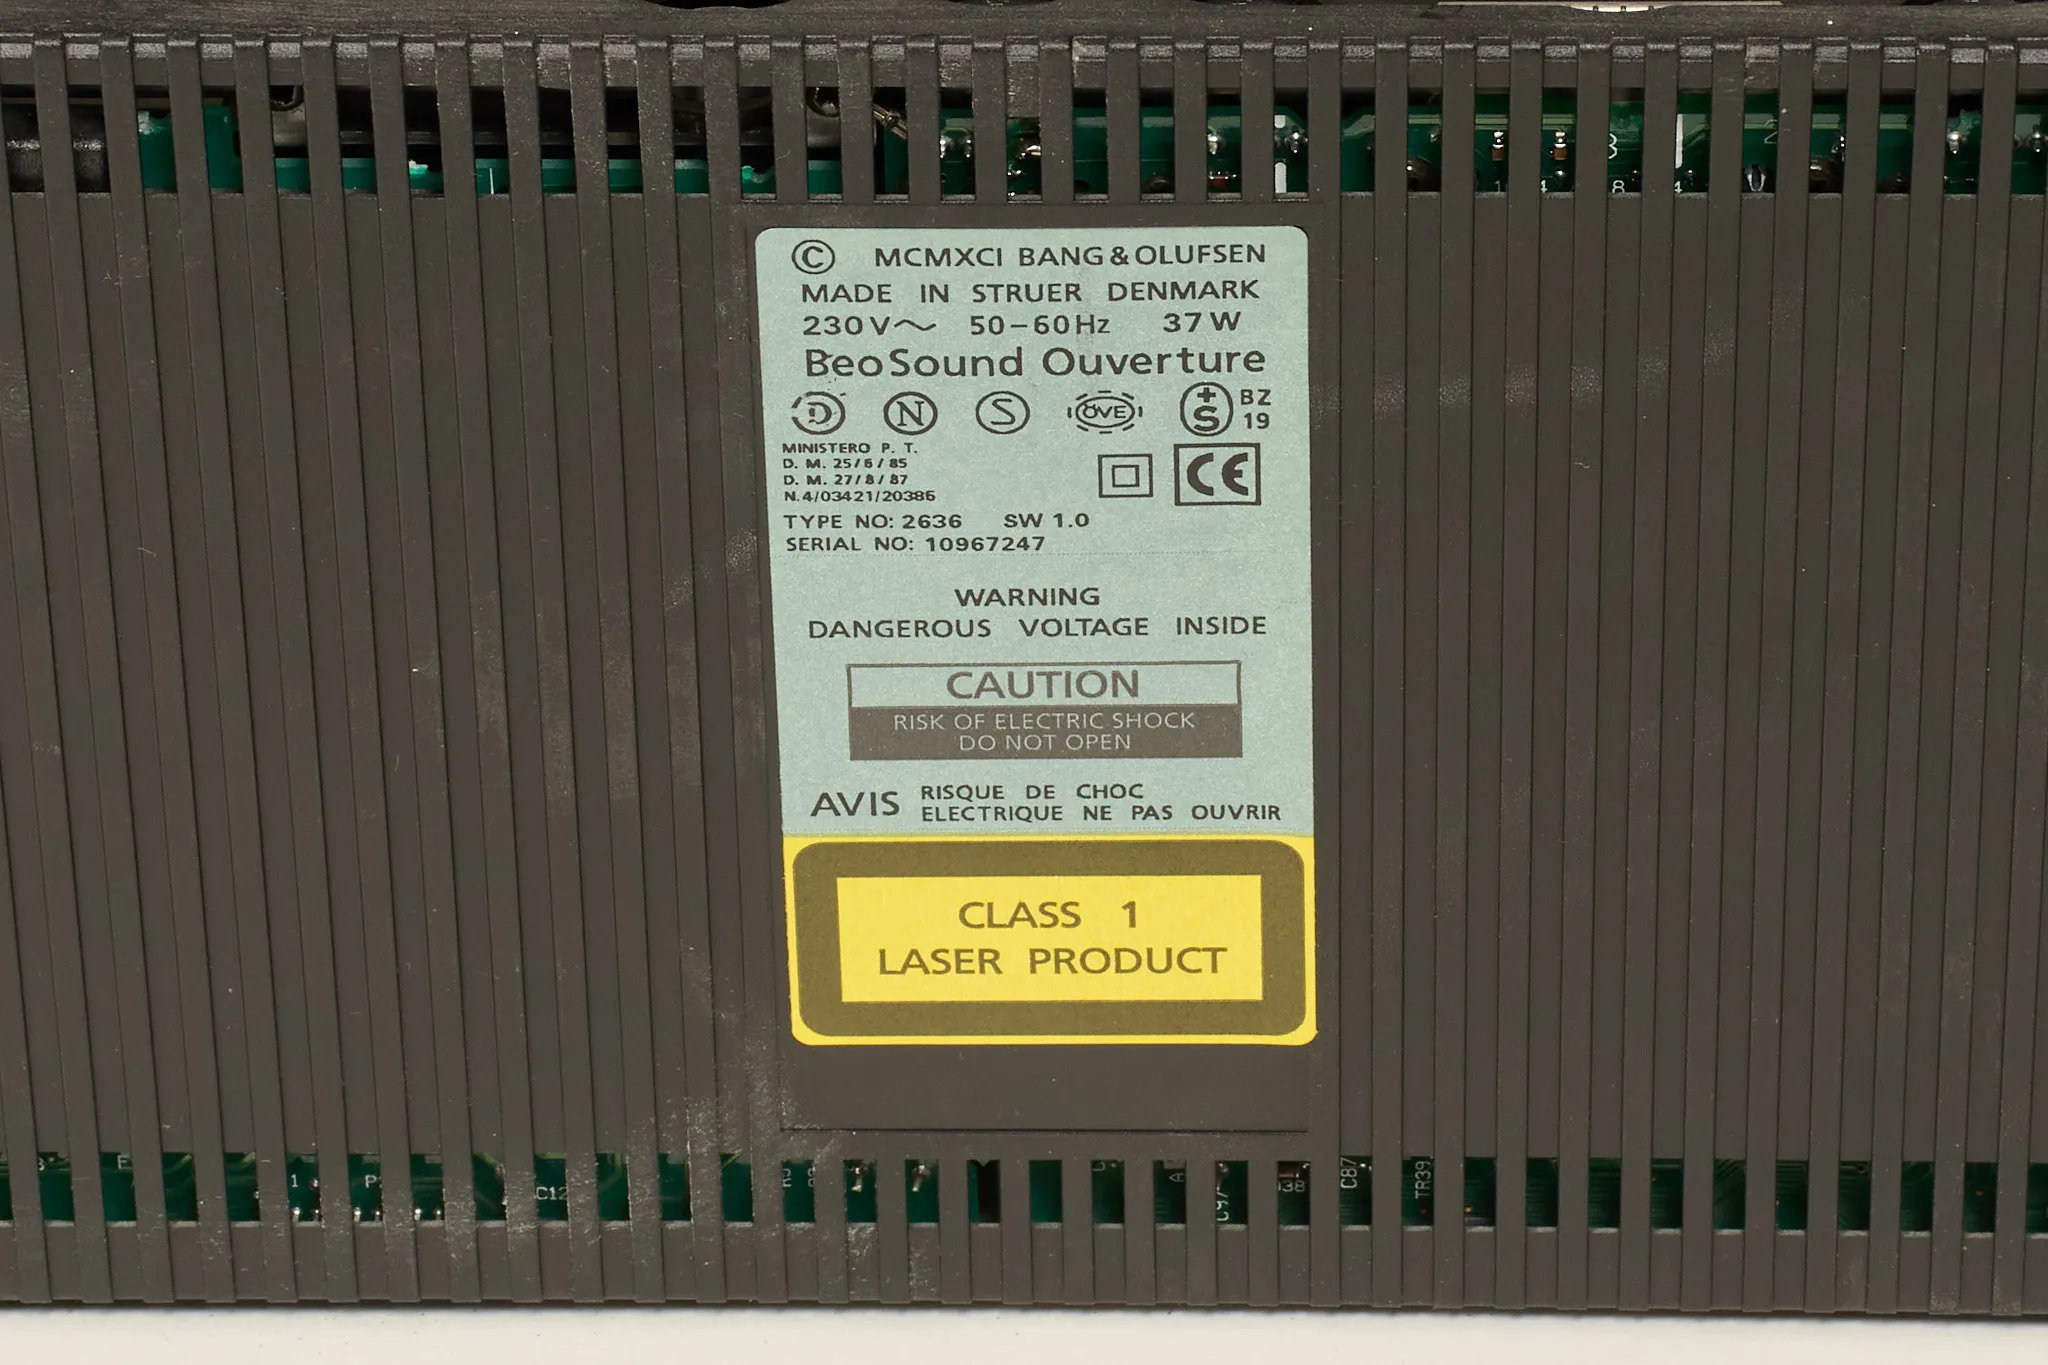 © MCMXCI BANG & OLUFSEN
MADE IN STRUER DENMARK
230V~ 50-60Hz 37W
BeoSound Ouverture
D N S ÖVE +S BZ 19
MINISTERO P. T.
D. M. 25/6/85
D. M. 27/8/87
N.4/03421/20386
CE
TYPE NO: 2636 SW 1.0
SERIAL NO: 10967247
WARNING
DANGEROUS VOLTAGE INSIDE
CAUTION
RISK OF ELECTRIC SHOCK
DO NOT OPEN
AVIS RISQUE DE CHOC
ELECTRIQUE NE PAS OUVRIR
CLASS 1
LASER PRODUCT
C87
TR39